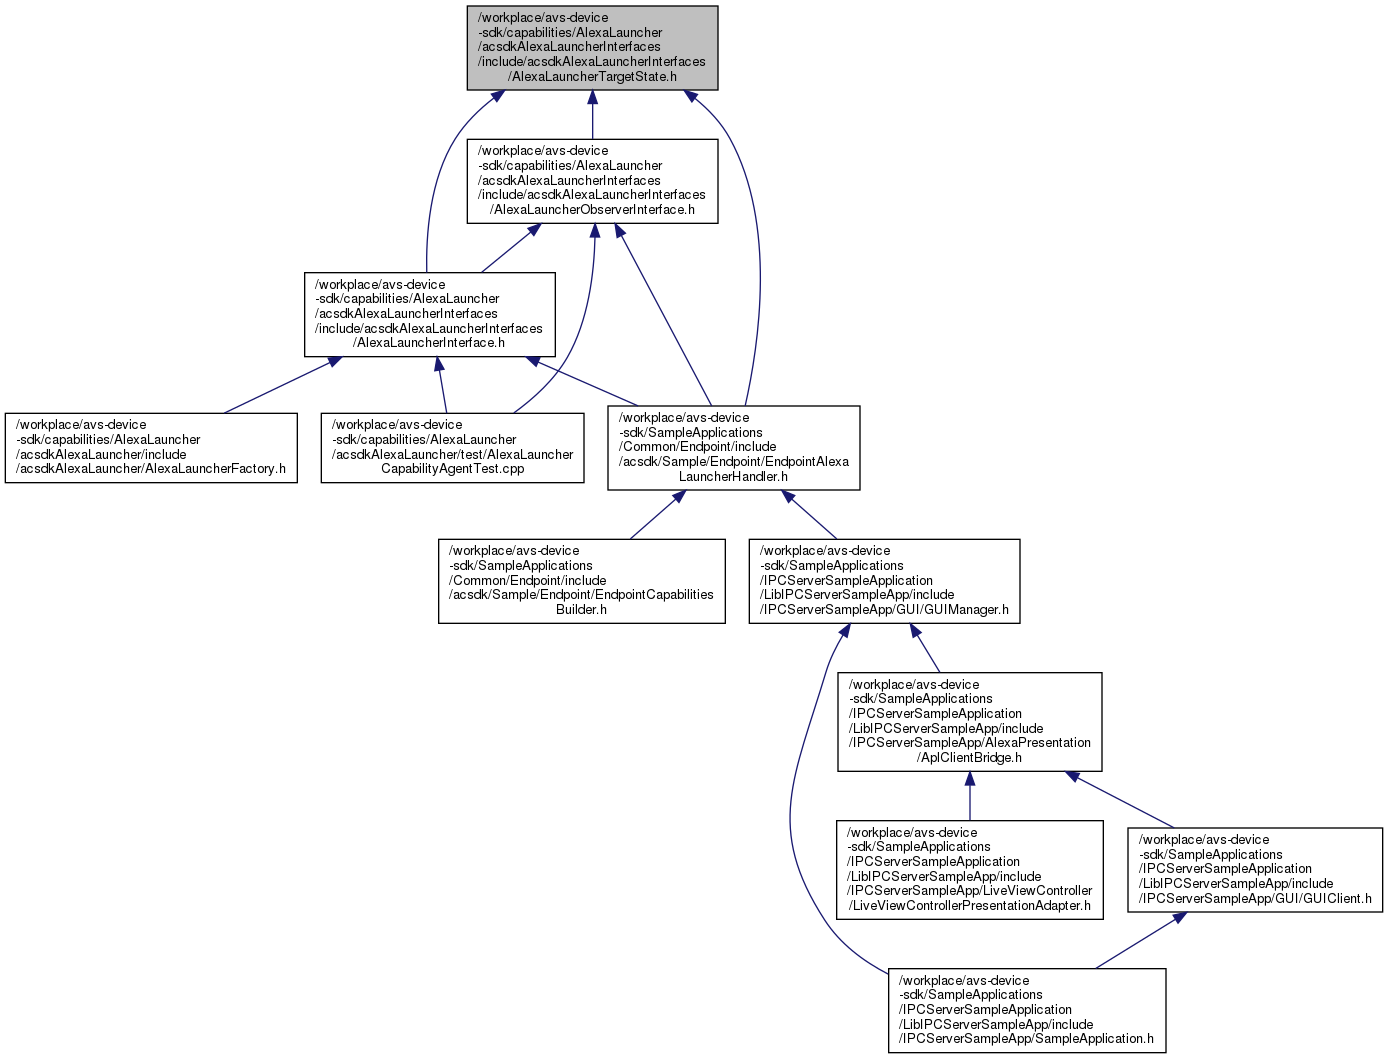 /workplace/avs-device
-sdk/capabilities/AlexaLauncher
/acsdkAlexaLauncherInterfaces
/include/acsdkAlexaLauncherInterfaces
/AlexaLauncherTargetState.h
/workplace/avs-device
-sdk/capabilities/AlexaLauncher
/acsdkAlexaLauncherInterfaces
/include/acsdkAlexaLauncherInterfaces
/AlexaLauncherObserverInterface.h
/workplace/avs-device
-sdk/capabilities/AlexaLauncher
/acsdkAlexaLauncherInterfaces
/include/acsdkAlexaLauncherInterfaces
/AlexaLauncherInterface.h
/workplace/avs-device
-sdk/capabilities/AlexaLauncher
/acsdkAlexaLauncher/include
/acsdkAlexaLauncher/AlexaLauncherFactory.h
/workplace/avs-device
-sdk/capabilities/AlexaLauncher
/acsdkAlexaLauncher/test/AlexaLauncher
CapabilityAgentTest.cpp
/workplace/avs-device
-sdk/SampleApplications
/Common/Endpoint/include
/acsdk/Sample/Endpoint/EndpointAlexa
LauncherHandler.h
/workplace/avs-device
-sdk/SampleApplications
/Common/Endpoint/include
/acsdk/Sample/Endpoint/EndpointCapabilities
Builder.h
/workplace/avs-device
-sdk/SampleApplications
/IPCServerSampleApplication
/LibIPCServerSampleApp/include
/IPCServerSampleApp/GUI/GUIManager.h
/workplace/avs-device
-sdk/SampleApplications
/IPCServerSampleApplication
/LibIPCServerSampleApp/include
/IPCServerSampleApp/AlexaPresentation
/AplClientBridge.h
/workplace/avs-device
-sdk/SampleApplications
/IPCServerSampleApplication
/LibIPCServerSampleApp/include
/IPCServerSampleApp/LiveViewController
/LiveViewControllerPresentationAdapter.h
/workplace/avs-device
-sdk/SampleApplications
/IPCServerSampleApplication
/LibIPCServerSampleApp/include
/IPCServerSampleApp/GUI/GUIClient.h
/workplace/avs-device
-sdk/SampleApplications
/IPCServerSampleApplication
/LibIPCServerSampleApp/include
/IPCServerSampleApp/SampleApplication.h